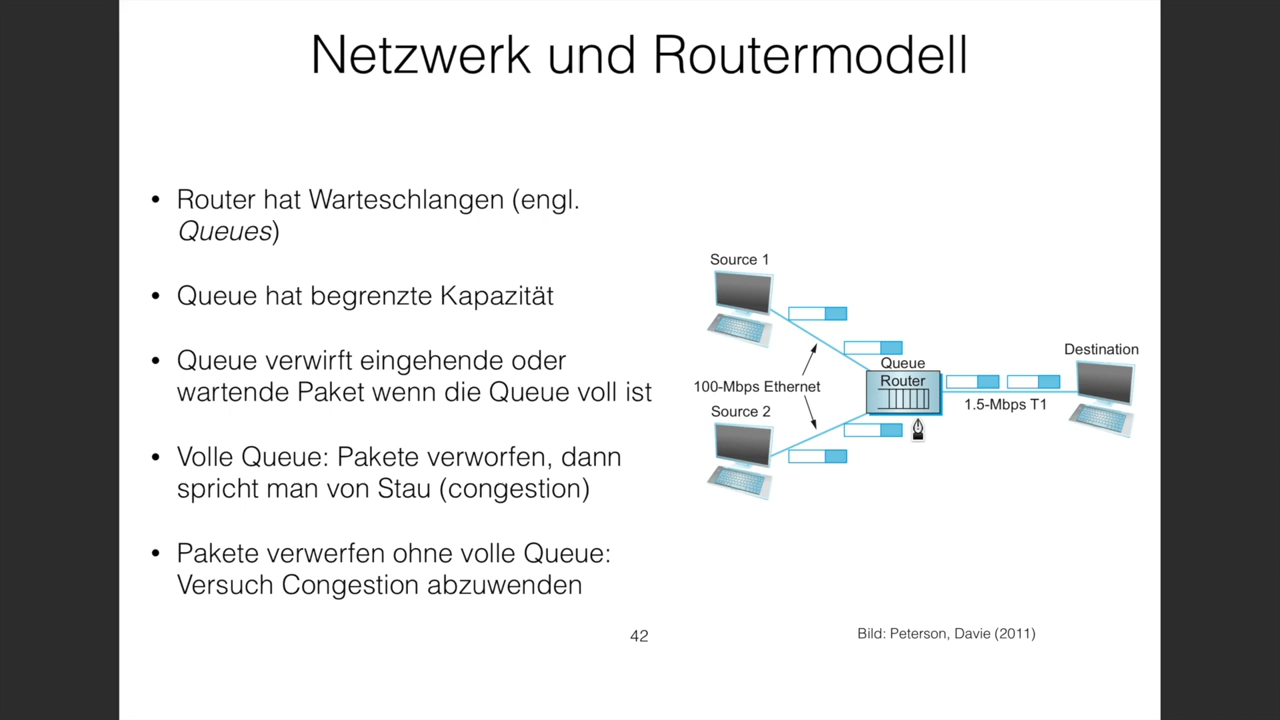 Netzwerk und Routermodell
• Router hat Warteschlangen (engl.
Queues)
• Queue hat begrenzte Kapazität
• Queue verwirft eingehende oder
wartende Paket wenn die Queue voll ist
• Volle Queue: Pakete verworfen, dann
spricht man von Stau (congestion)
• Pakete verwerfen ohne volle Queue:
Versuch Congestion abzuwenden
Source 1
100-Mbps Ethernet
Source 2
Queue
Router
1.5-Mbps T1
Destination
42
Bild: Peterson, Davie (2011)